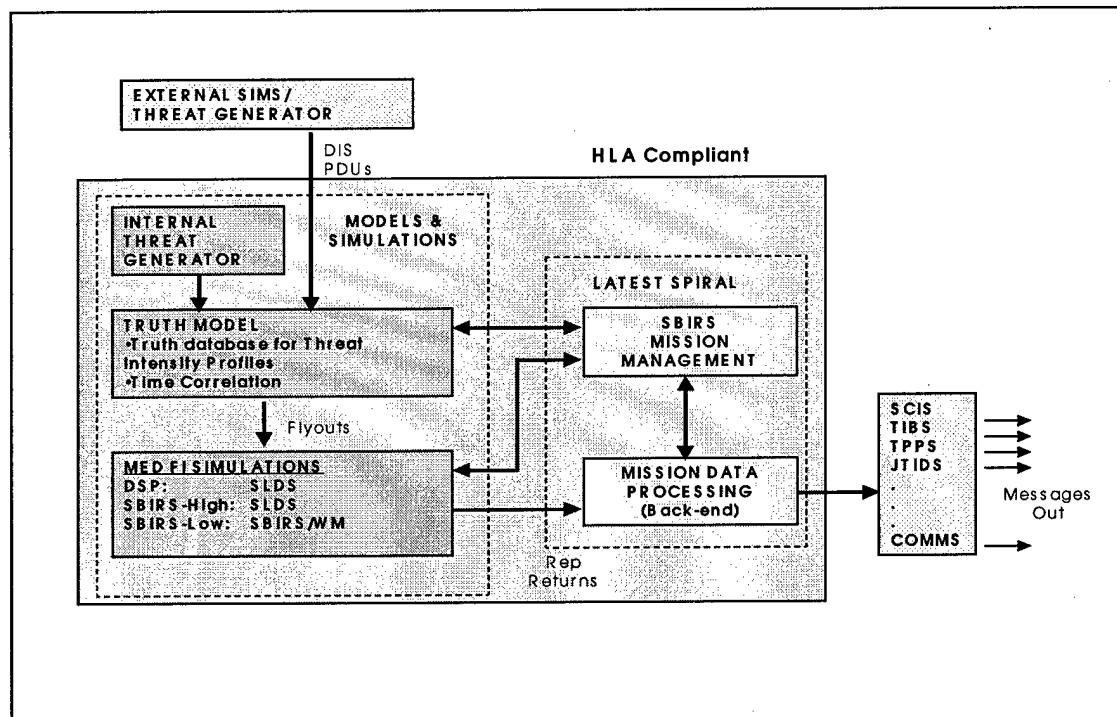 EXTERNAL SIMS/
THREAT GENERATOR
DIS
PDUs
HLA Compliant
INTERNAL
THREAT
GENERATOR
MODELS &
SIMULATIONS
TRUTH MODEL
•Truth database for Threat
Intensity Profiles
•Time Correlation
Flyouts
MED FI SIMULATIONS
DSP: SLDS
SBIRS-High: SLDS
SBIRS-Low: SBIRS/WM
LATEST SPIRAL
SBIRS
MISSION
MANAGEMENT
MISSION DATA
PROCESSING
(Back-end)
Rep
Returns
SCIS
TIBS
TPPS
JTIDS
.
.
.
COMMS
Messages
Out